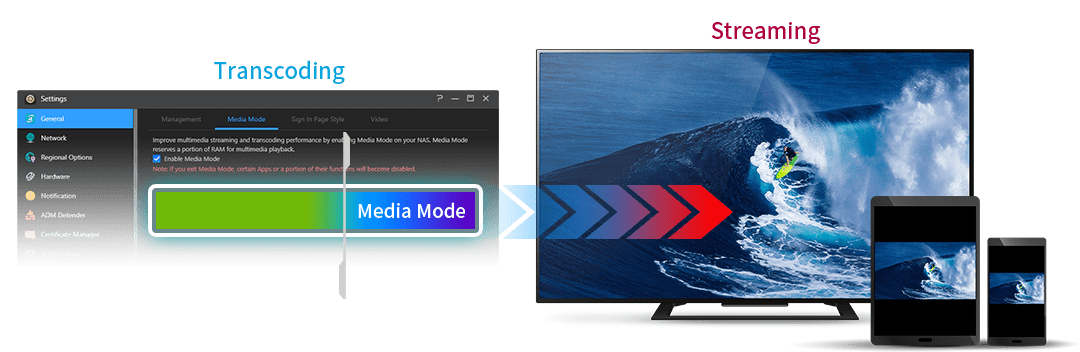 Streaming
Transcoding
Settings
General
Network
Regional Options
Hardware
Notification
ADM Defender
Certificate Manager
Management Media Mode Sign In Page Style Video
Improve multimedia streaming and transcoding performance by enabling Media Mode on your NAS. Media Mode
reserves a portion of RAM for multimedia playback.
Enable Media Mode
Note: If you exit Media Mode, certain Apps or a portion of their functions will become disabled.
Media Mode